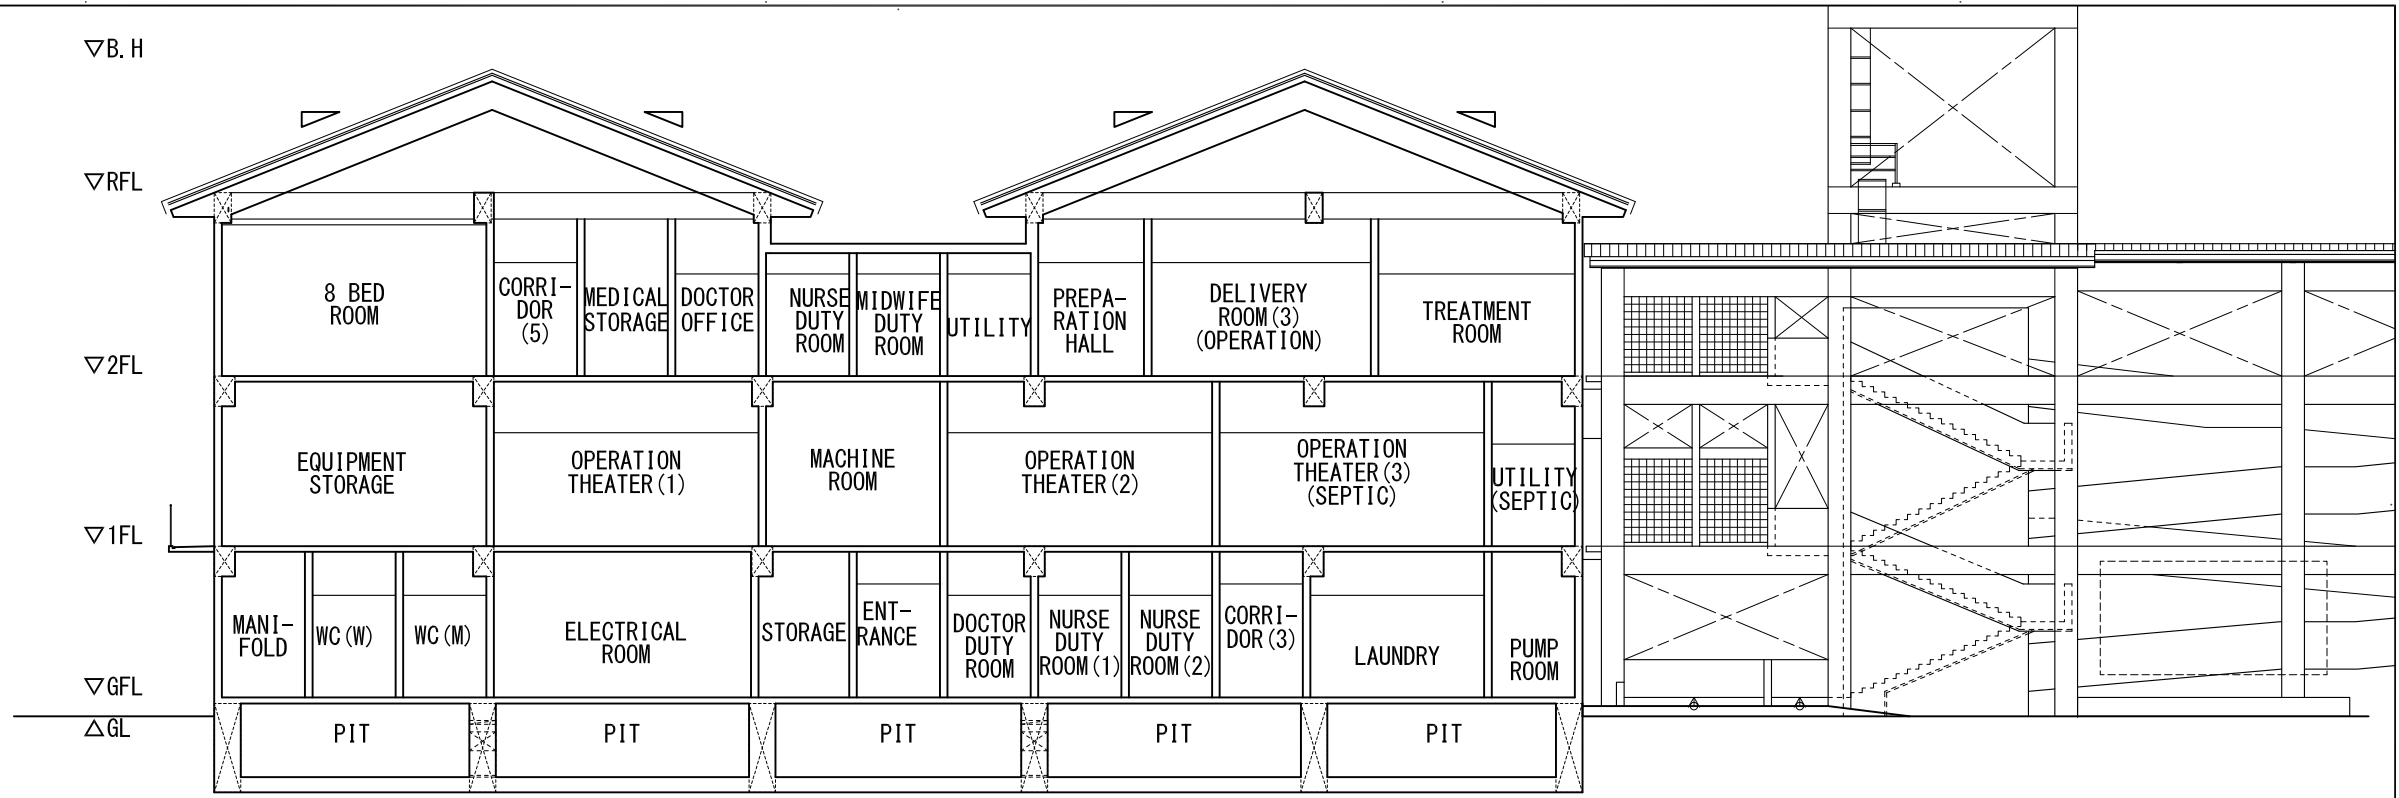 ▽B.H
▽RFL
8 BED
ROOM
CORRI-
DOR
(5)
MEDICAL
STORAGE
DOCTOR
OFFICE
NURSE
DUTY
ROOM
MIDWIFE
DUTY
ROOM
UTILITY
PREPA-
RATION
HALL
DELIVERY
ROOM(3)
(OPERATION)
TREATMENT
ROOM
▽2FL
EQUIPMENT
STORAGE
OPERATION
THEATER(1)
MACHINE
ROOM
OPERATION
THEATER(2)
OPERATION
THEATER(3)
(SEPTIC)
UTILITY
(SEPTIC)
▽1FL
MANI-
FOLD
WC(W)
WC(M)
ELECTRICAL
ROOM
STORAGE
ENT-
RANCE
DOCTOR
DUTY
ROOM
NURSE
DUTY
ROOM(1)
NURSE
DUTY
ROOM(2)
CORRI-
DOR(3)
LAUNDRY
PUMP
ROOM
▽GFL
△GL
PIT
PIT
PIT
PIT
PIT